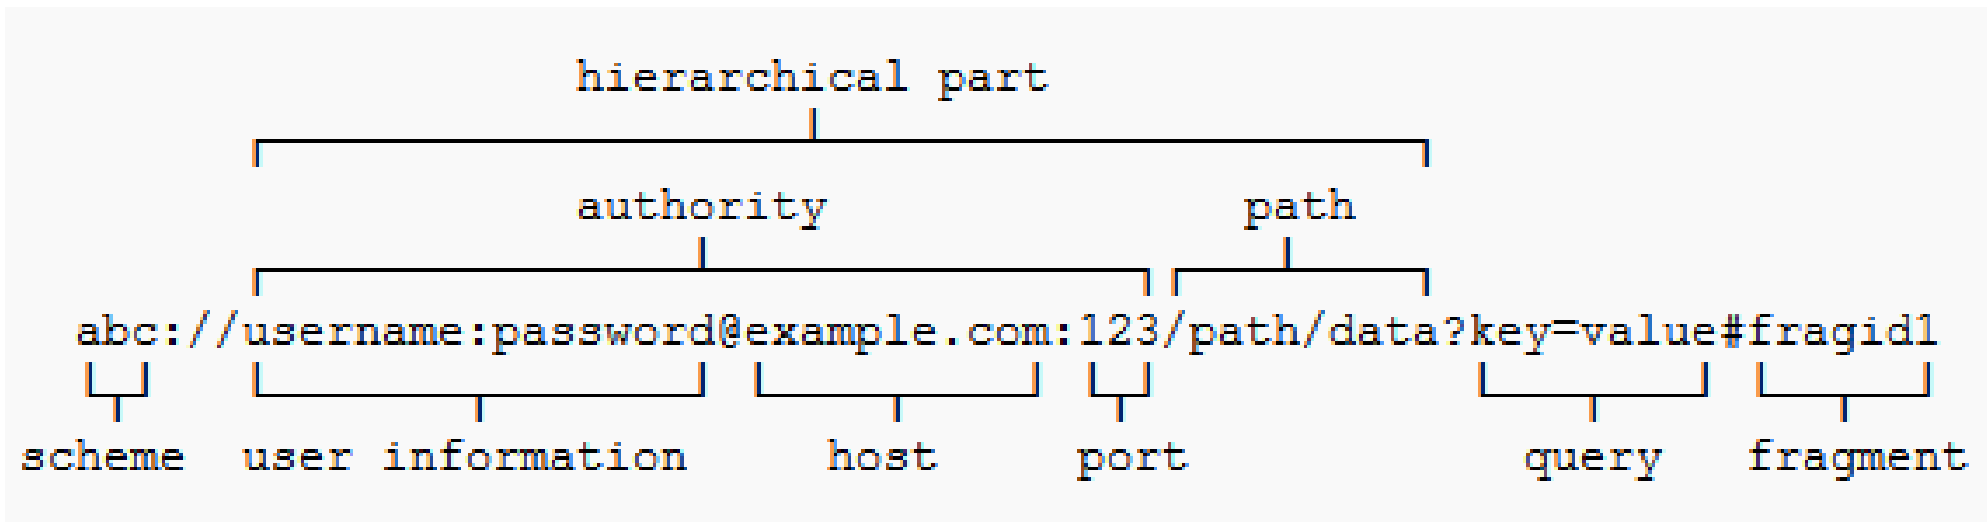 hierarchical part
authority path
abc://username:password@example.com:123/path/data?key=value#fragid1
scheme user information host port query fragment